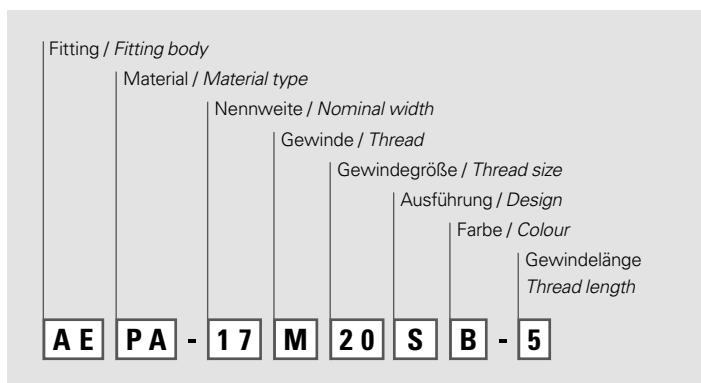 Fitting / Fitting body
Material / Material type
Nennweite / Nominal width
Gewinde / Thread
Gewindegröße / Thread size
Ausführung / Design
Farbe / Colour
Gewindelänge
Thread length
AE PA - 17 M 20 S B - 5